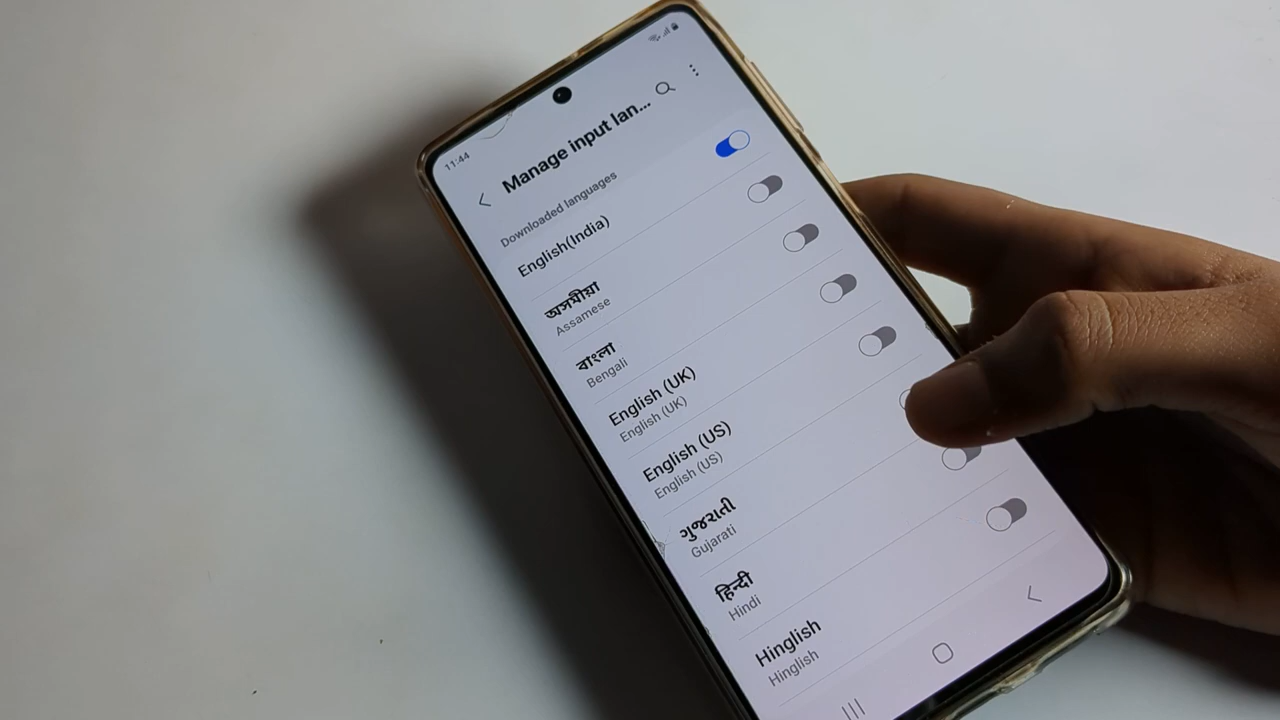 11:44
Manage input lan...
Downloaded languages
English(India)
অসমীয়া
Assamese
বাংলা
Bengali
English (UK)
English (UK)
English (US)
English (US)
ગુજરાતી
Gujarati
हिन्दी
Hindi
Hinglish
Hinglish